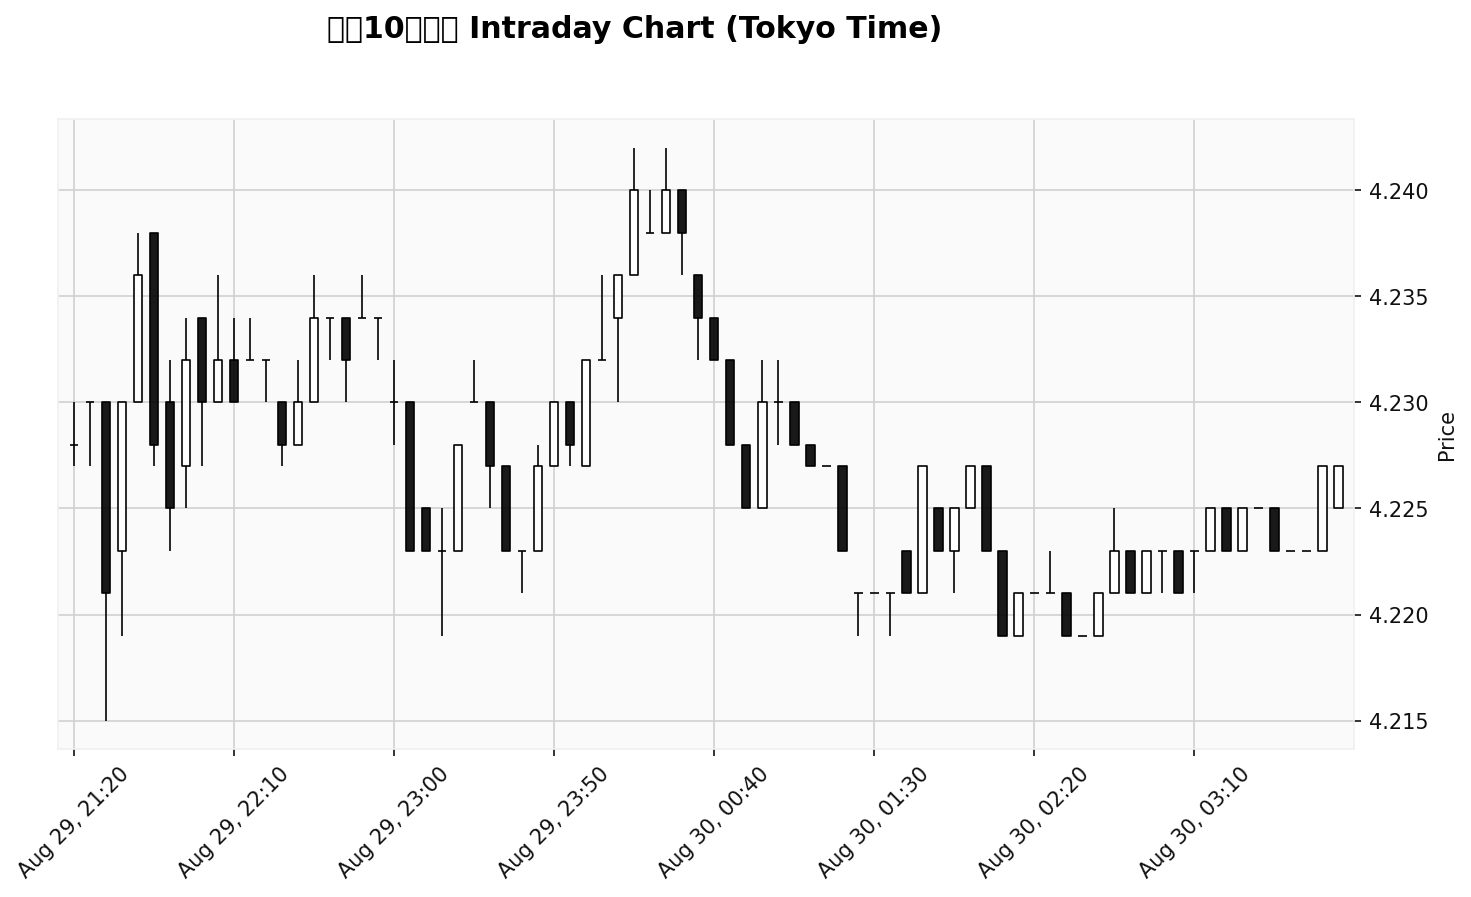 10 Intraday Chart (Tokyo Time)
4.240
4.235
4.230
4.225
4.220
4.215
Price
Aug 29, 21:20
Aug 29, 22:10
Aug 29, 23:00
Aug 29, 23:50
Aug 30, 00:40
Aug 30, 01:30
Aug 30, 02:20
Aug 30, 03:10